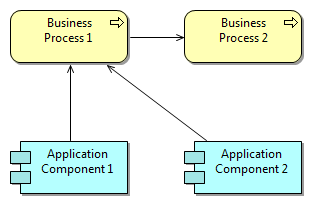 Business
Process 1
Business
Process 2
Application
Component 1
Application
Component 2